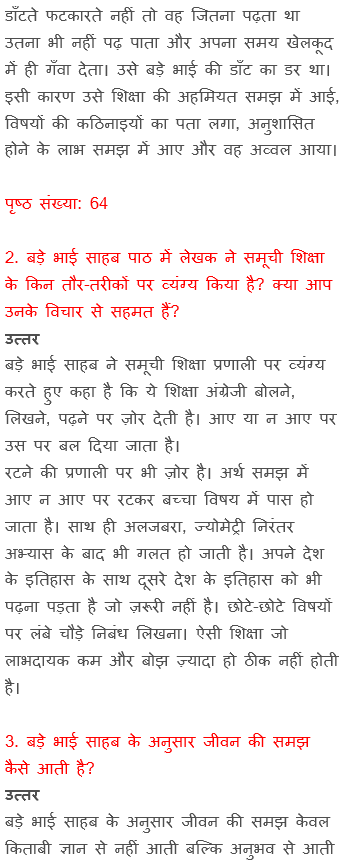 डाँटते फटकारते नहीं तो वह जितना पढ़ता था
उतना भी नहीं पढ़ पाता और अपना समय खेलकूद
में ही गँवा देता। उसे बड़े भाई की डाँट का डर था।
इसी कारण उसे शिक्षा की अहमियत समझ में आई,
विषयों की कठिनाइयों का पता लगा, अनुशासित
होने के लाभ समझ में आए और वह अव्वल आया।
पृष्ठ संख्या: 64
2. बड़े भाई साहब पाठ में लेखक ने समूची शिक्षा
के किन तौर-तरीकों पर व्यंग्य किया है? क्या आप
उनके विचार से सहमत हैं?
उत्तर
बड़े भाई साहब ने समूची शिक्षा प्रणाली पर व्यंग्य
करते हुए कहा है कि ये शिक्षा अंग्रेजी बोलने,
लिखने, पढ़ने पर ज़ोर देती है। आए या न आए पर
उस पर बल दिया जाता है।
रटने की प्रणाली पर भी ज़ोर है। अर्थ समझ में
आए न आए पर रटकर बच्चा विषय में पास हो
जाता है। साथ ही अलजबरा, ज्योमेट्री निरंतर
अभ्यास के बाद भी गलत हो जाती है। अपने देश
के इतिहास के साथ दूसरे देश के इतिहास को भी
पढ़ना पड़ता है जो ज़रूरी नहीं है। छोटे-छोटे विषयों
पर लंबे चौड़े निबंध लिखना। ऐसी शिक्षा जो
लाभदायक कम और बोझ ज़्यादा हो ठीक नहीं होती
है।
3. बड़े भाई साहब के अनुसार जीवन की समझ
कैसे आती है?
उत्तर
बड़े भाई साहब के अनुसार जीवन की समझ केवल
किताबी ज्ञान से नहीं आती बल्कि अनुभव से आती